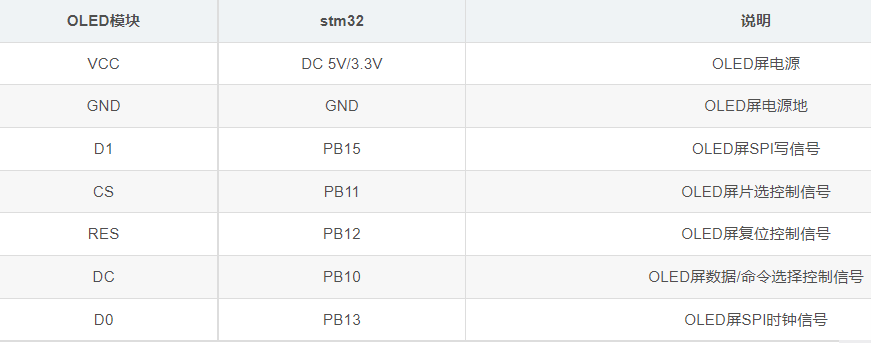 OLED模块 stm32 说明
VCC DC 5V/3.3V OLED屏电源
GND GND OLED屏电源地
D1 PB15 OLED屏SPI写信号
CS PB11 OLED屏片选控制信号
RES PB12 OLED屏复位控制信号
DC PB10 OLED屏数据/命令选择控制信号
D0 PB13 OLED屏SPI时钟信号